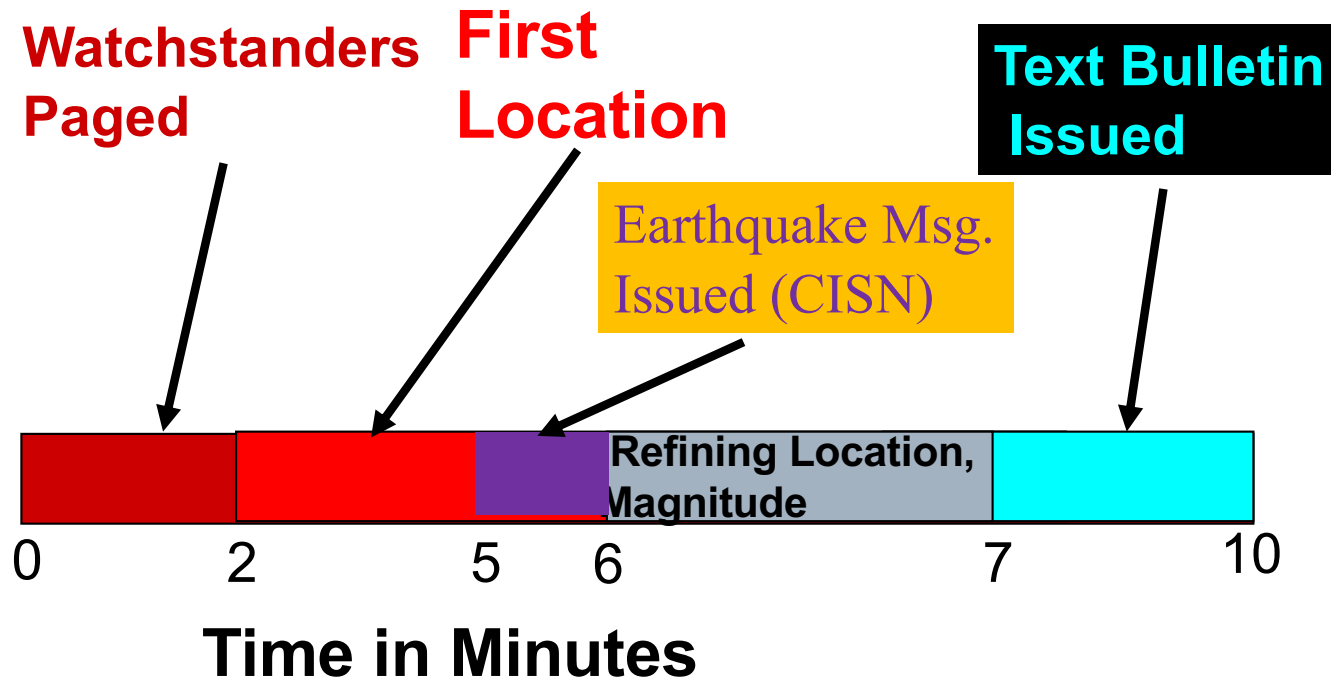 Watchstanders
Paged
First
Location
Text Bulletin
Issued
Earthquake Msg.
Issued (CISN)
Refining Location,
Magnitude
0
2
5
6
7
10
Time in Minutes